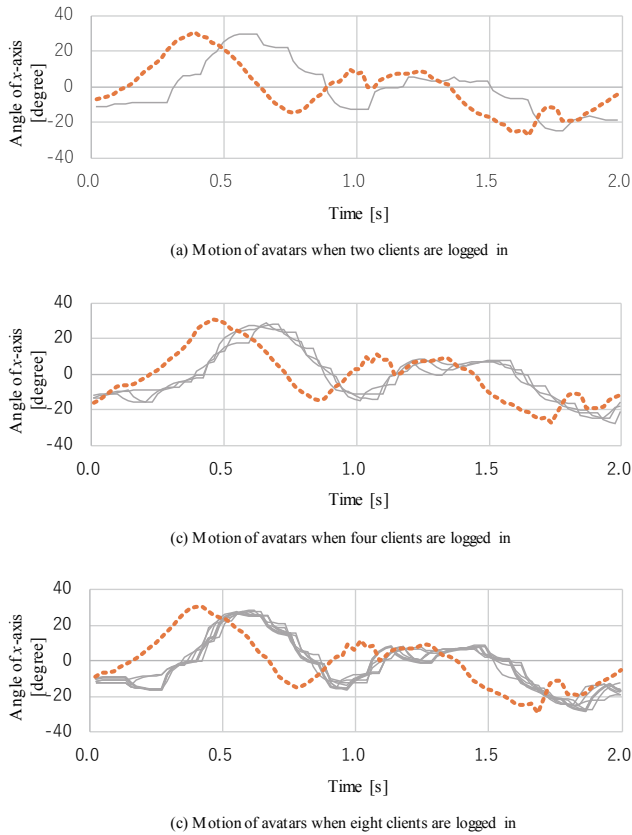 40
20
0
-20
-40
Angle of x-axis
[degree]
0.0 0.5 1.0 1.5 2.0
Time [s]
(a) Motion of avatars when two clients are logged in
40
20
0
-20
-40
Angle of x-axis
[degree]
0.0 0.5 1.0 1.5 2.0
Time [s]
(c) Motion of avatars when four clients are logged in
40
20
0
-20
-40
Angle of x-axis
[degree]
0.0 0.5 1.0 1.5 2.0
Time [s]
(c) Motion of avatars when eight clients are logged in